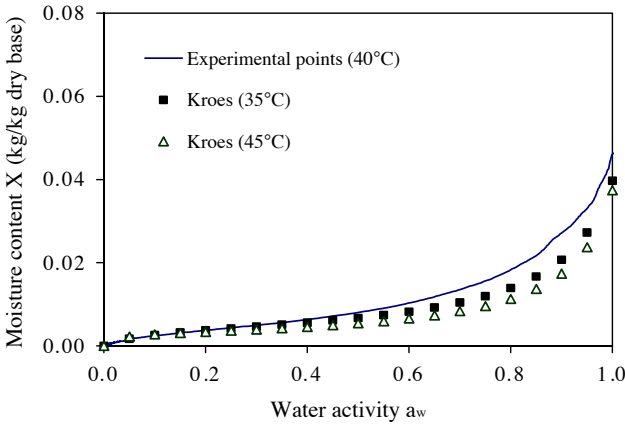 Moisture content X (kg/kg dry base)
0.08
0.06
0.04
0.02
0.00
Experimental points (40°C)
Kroes (35°C)
Kroes (45°C)
0.0 0.2 0.4 0.6 0.8 1.0
Water activity aw